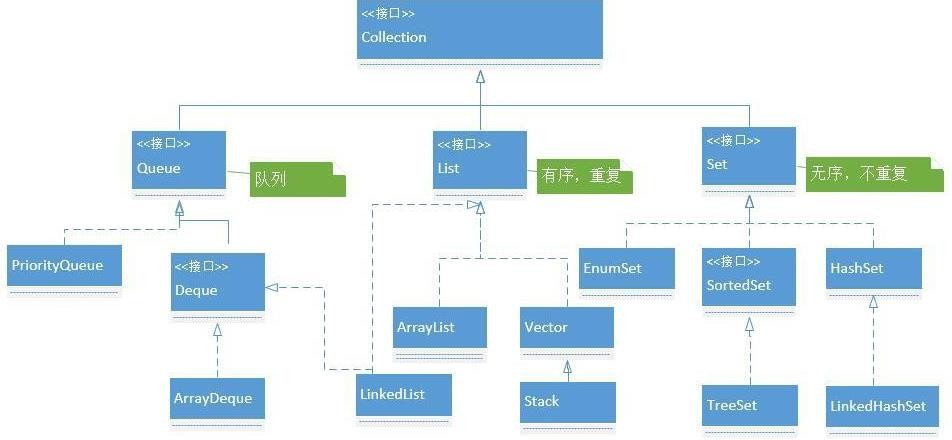 <<接口>>
Collection
<<接口>>
Queue
队列
<<接口>>
List
有序，重复
<<接口>>
Set
无序，不重复
PriorityQueue
<<接口>>
Deque
EnumSet
<<接口>>
SortedSet
HashSet
ArrayList
Vector
ArrayDeque
LinkedList
Stack
TreeSet
LinkedHashSet